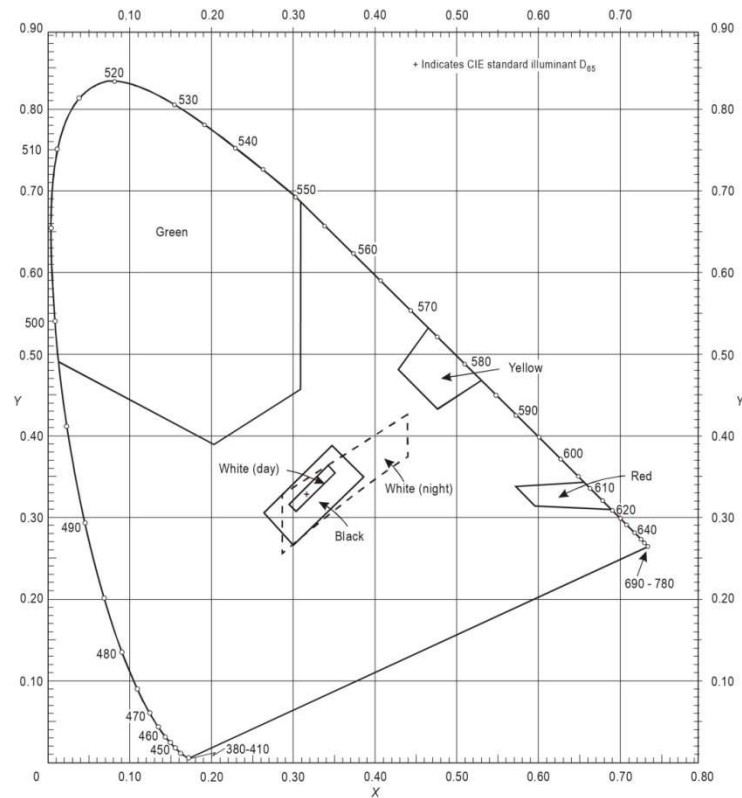 0.10 0.20 0.30 0.40 0.50 0.60 0.70 0.80
0.90 0.90
+ Indicates CIE standard illuminant D65
520
0.80 530 0.80
540
510
0.70 550 0.70
Green
560
0.60 0.60
570
500
0.50 0.50
580
Yellow
Y Y
590
0.40 0.40
600
White (day)
White (night) Red
610
0.30 620 0.30
Black
490 640
690 - 780
0.20 0.20
480
0.10 0.10
470
460
450 380-410
0 0.10 0.20 0.30 0.40 0.50 0.60 0.70 0.80
X